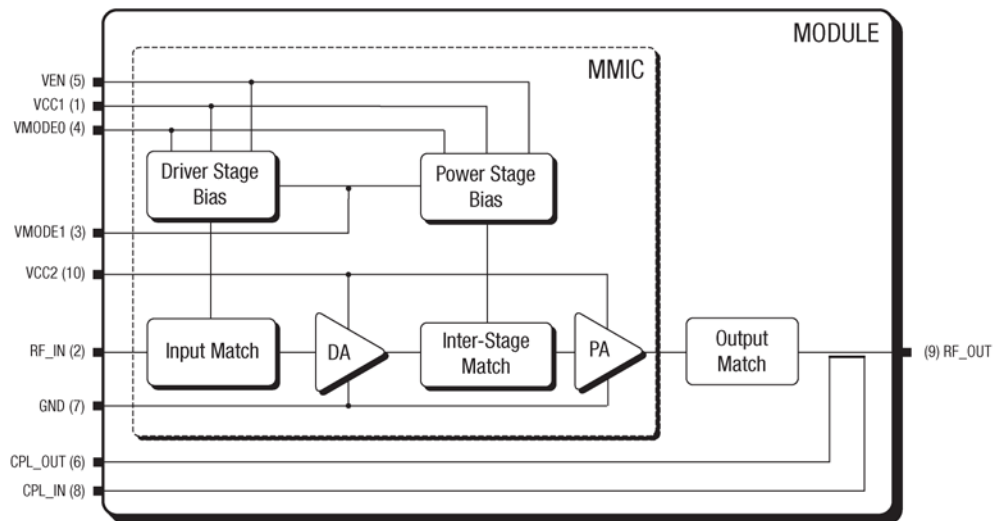 MODULE
MMIC
VEN (5)
VCC1 (1)
VMODE0 (4)
Driver Stage
Bias
Power Stage
Bias
VMODE1 (3)
VCC2 (10)
RF_IN (2)
Input Match
DA
Inter-Stage
Match
PA
Output
Match
(9) RF_OUT
GND (7)
CPL_OUT (6)
CPL_IN (8)